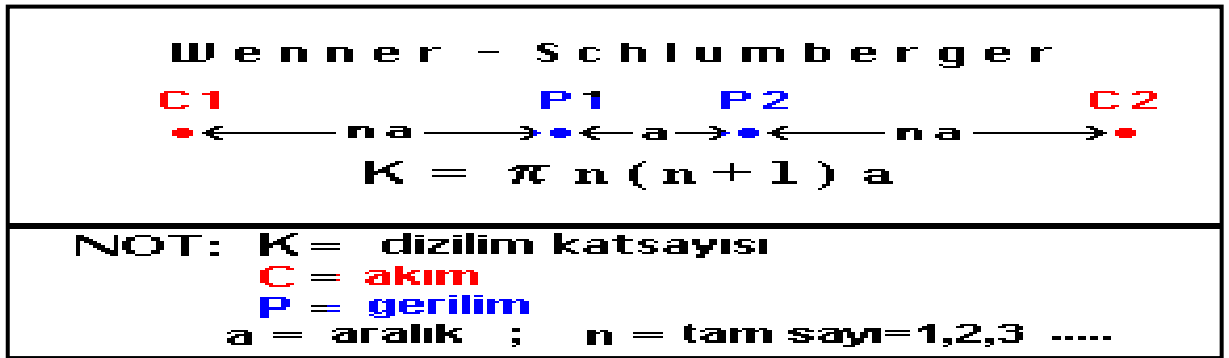 Wenner - Schlumberger
C1 P1 P2 C2
na a na
K = π n(n+1)a
NOT: K = dizilim katsayısı
C = akım
P = gerilim
a = aralık ; n = tam sayı=1,2,3 .....